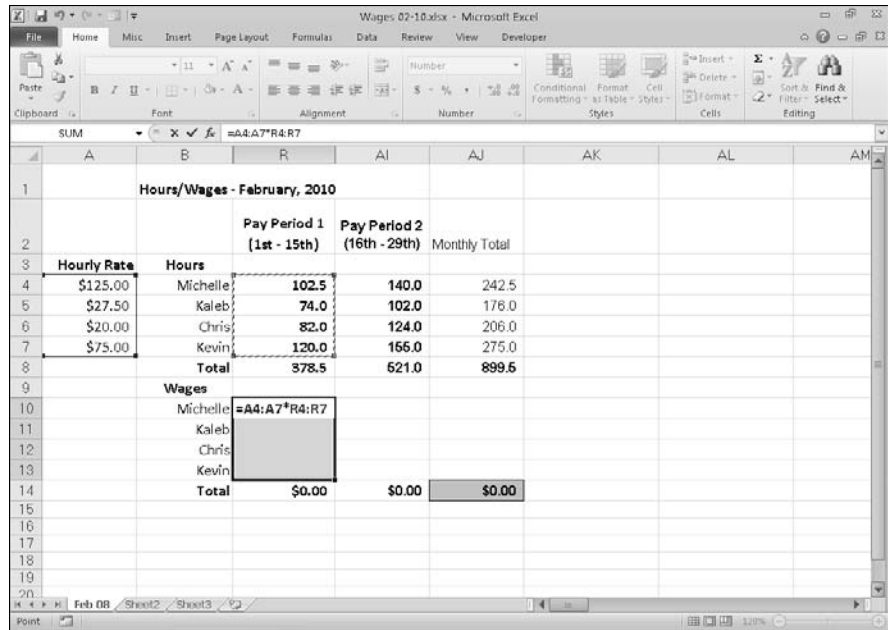 Wages 02-10.xlsx - Microsoft Excel
File Home Misc Insert Page Layout Formulas Data Review View Developer
Paste
11 A A Number
B I U A $ % ,
Conditional Formatting Format as Table Cell Styles
Insert Delete Format
Σ Sort & Filter Find & Select
Clipboard Font Alignment Number Styles Cells Editing
SUM fx =A4:A7*R4:R7
A B R AI AJ AK AL AM
1 Hours/Wages - February, 2010
Pay Period 1 Pay Period 2
2 (1st - 15th) (16th - 29th) Monthly Total
3 Hourly Rate Hours
4 $125.00 Michelle 102.5 140.0 242.5
5 $27.50 Kaleb 74.0 102.0 176.0
6 $20.00 Chris 82.0 124.0 206.0
7 $75.00 Kevin 120.0 155.0 275.0
8 Total 378.5 521.0 899.5
9 Wages
10 Michelle =A4:A7*R4:R7
11 Kaleb
12 Chris
13 Kevin
14 Total $0.00 $0.00 $0.00
15
16
17
18
19
20
Feb 08 Sheet2 Sheet3
Point 120%